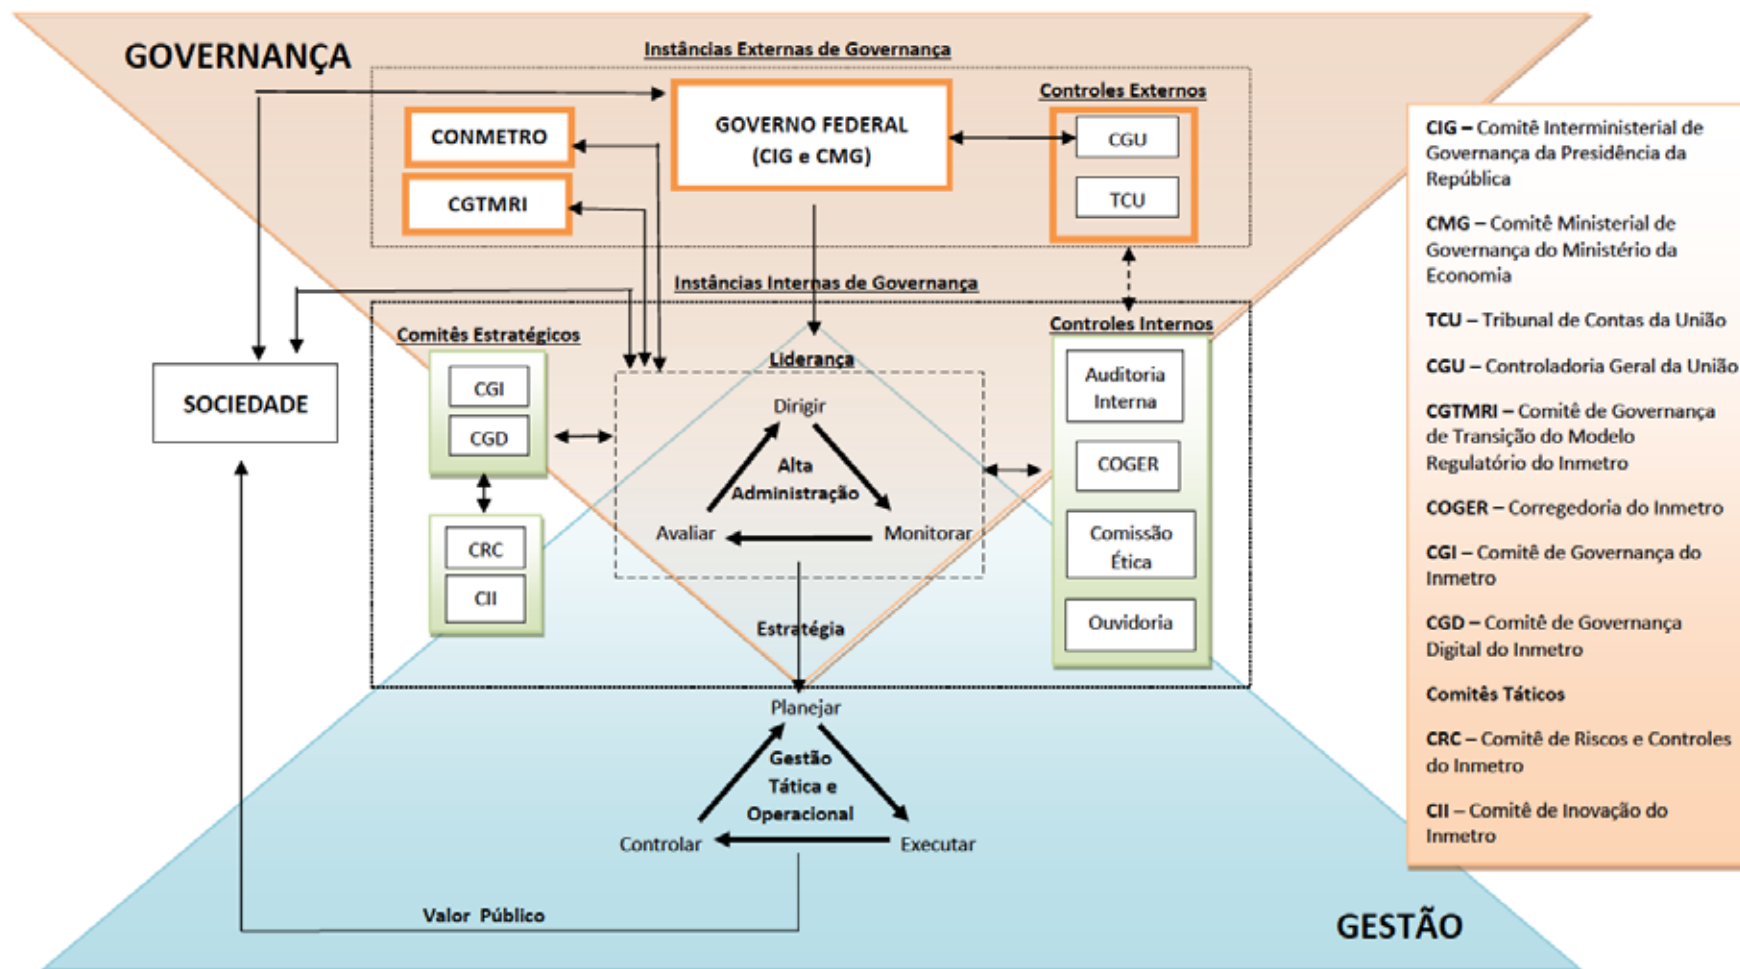 GOVERNANÇA
Instâncias Externas de Governança
Controles Externos
CONMETRO
GOVERNO FEDERAL
(CIG e CMG)
CGU
CGTMRI
TCU
Instâncias Internas de Governança
Comitês Estratégicos
Controles Internos
Liderança
CGI
CGD
SOCIEDADE
Dirigir
Alta
Administração
Avaliar
Monitorar
Auditoria
Interna
COGER
Comissão
Ética
Ouvidoria
CRC
CII
Estratégia
Planejar
Gestão
Tática e
Operacional
Controlar
Executar
Valor Público
GESTÃO
CIG – Comitê Interministerial de
Governança da Presidência da
República
CMG – Comitê Ministerial de
Governança do Ministério da
Economia
TCU – Tribunal de Contas da União
CGU – Controladoria Geral da União
CGTMRI – Comitê de Governança
de Transição do Modelo
Regulatório do Inmetro
COGER – Corregedoria do Inmetro
CGI – Comitê de Governança do
Inmetro
CGD – Comitê de Governança
Digital do Inmetro
Comitês Táticos
CRC – Comitê de Riscos e Controles
do Inmetro
CII – Comitê de Inovação do
Inmetro